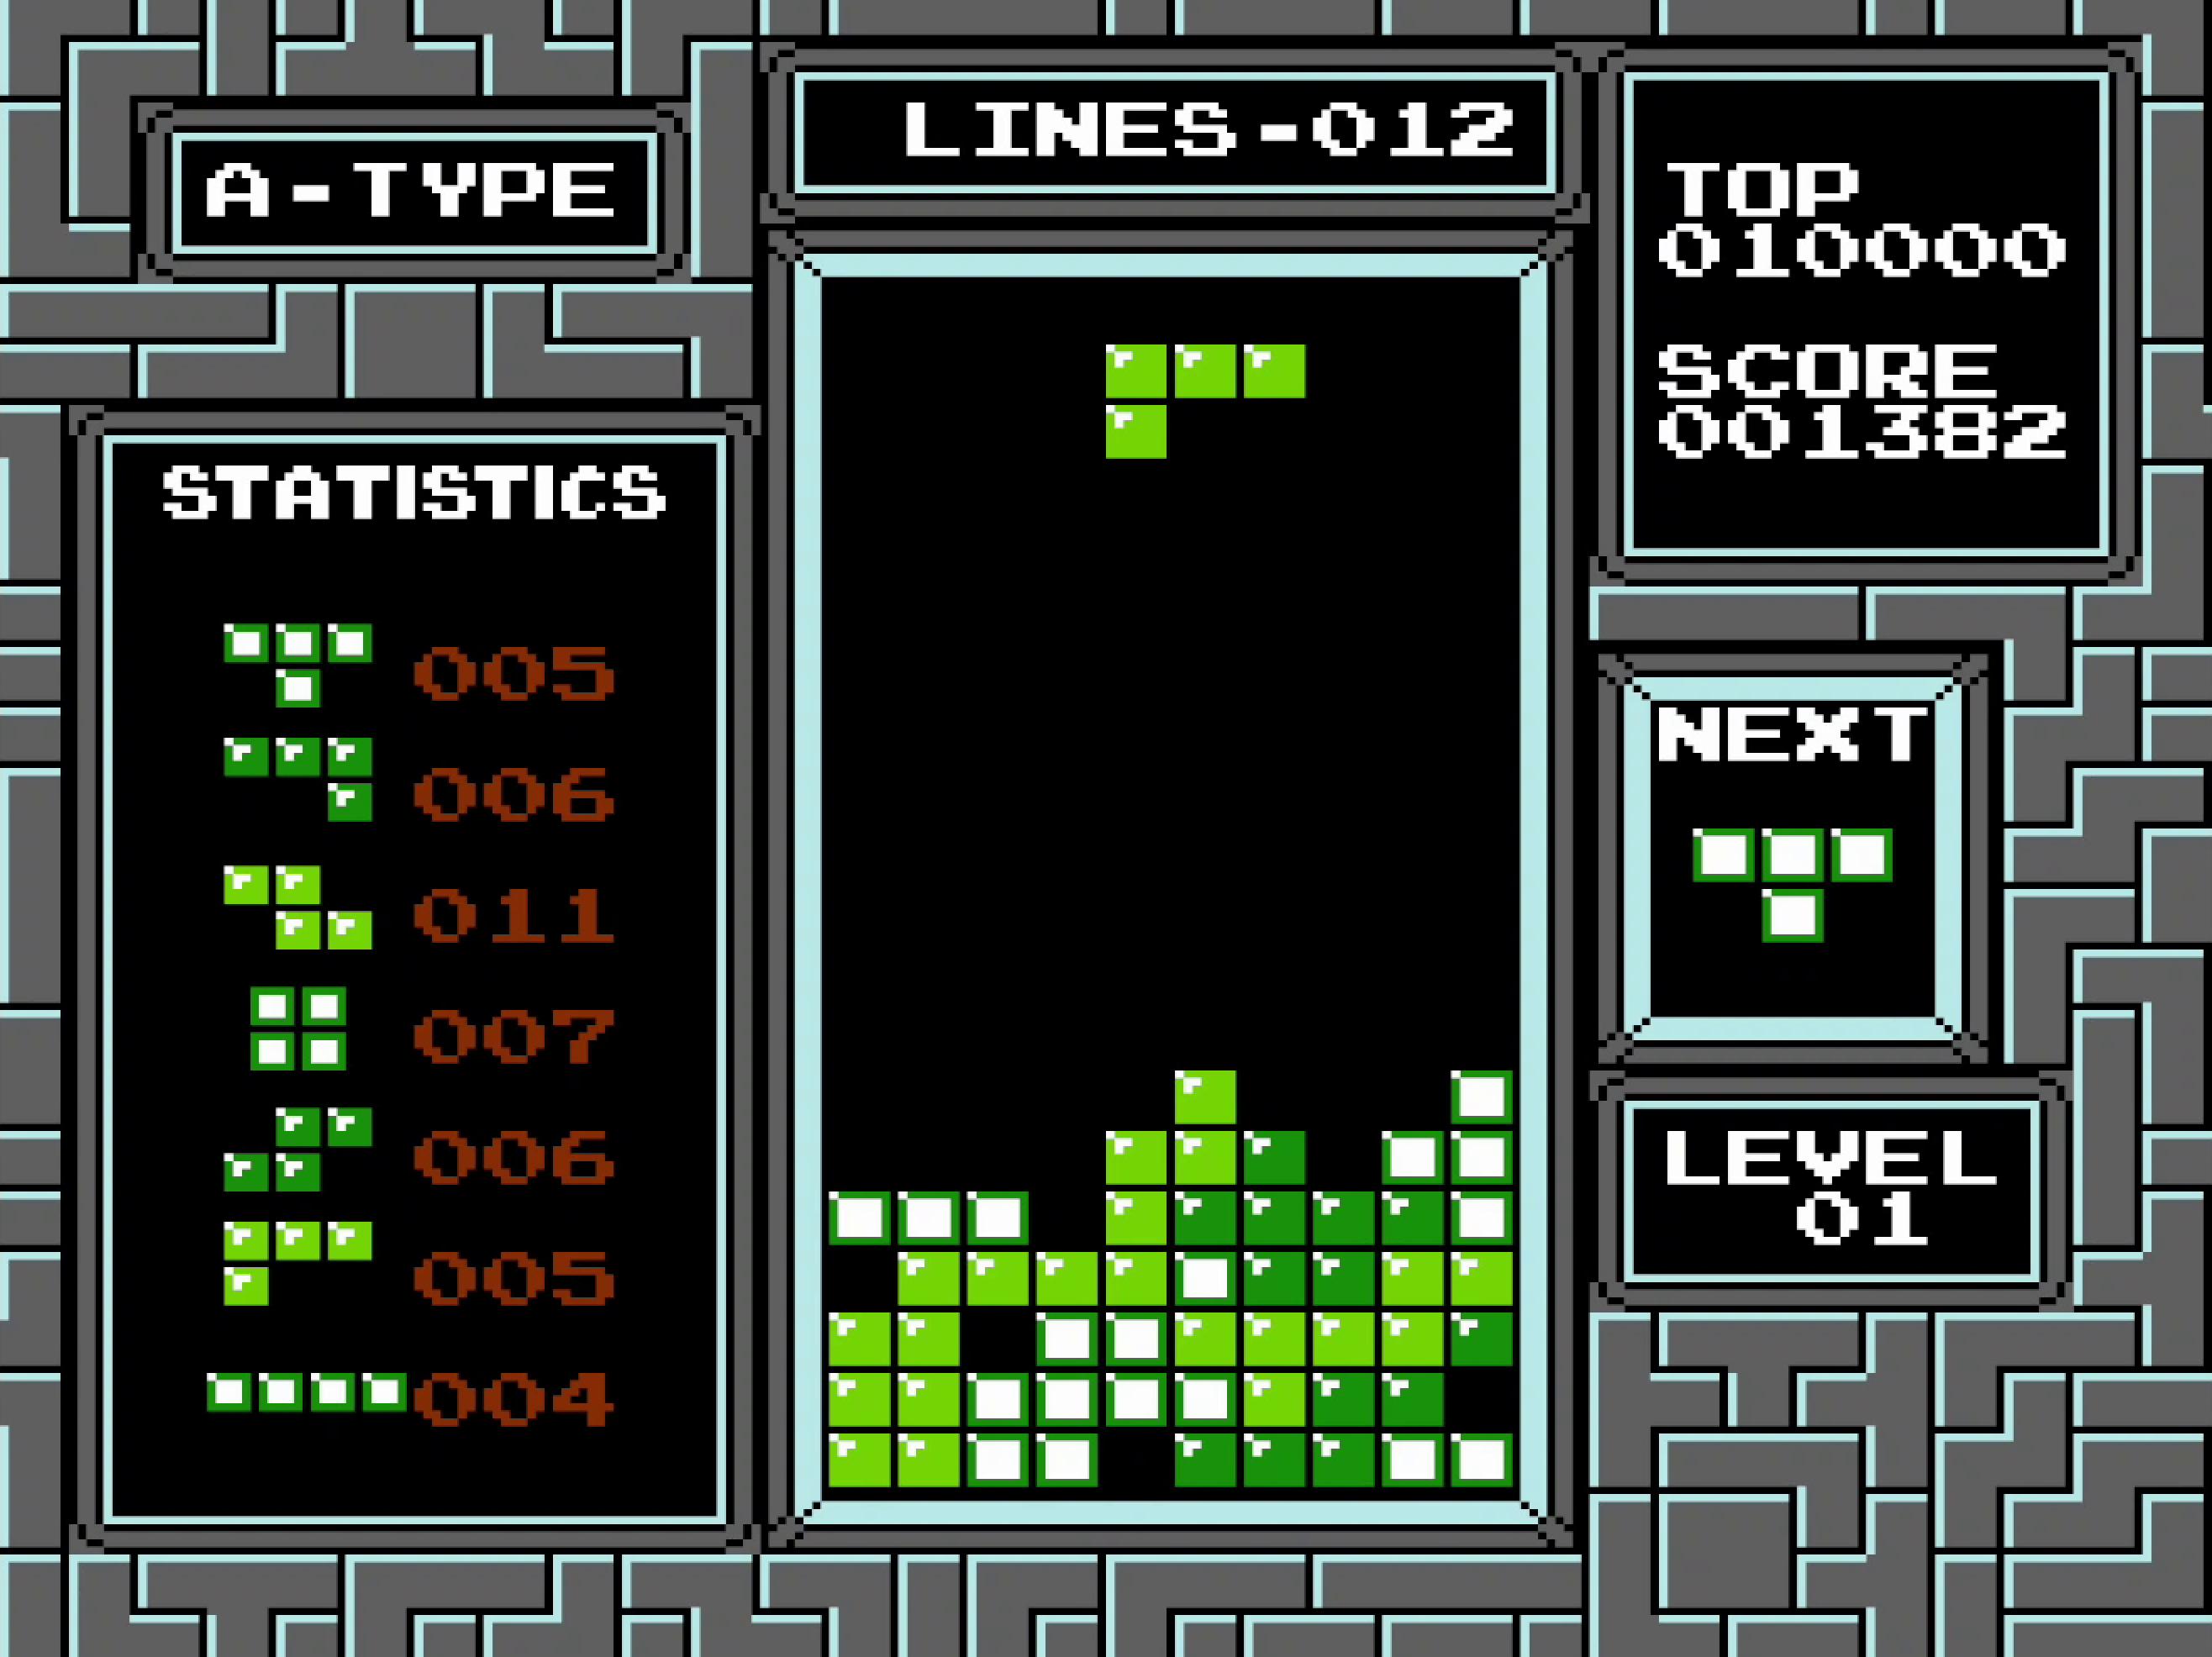 LINES-012
A-TYPE
TOP
010000
SCORE
001382
STATISTICS
005
006
011
007
006
005
004
NEXT
LEVEL
01